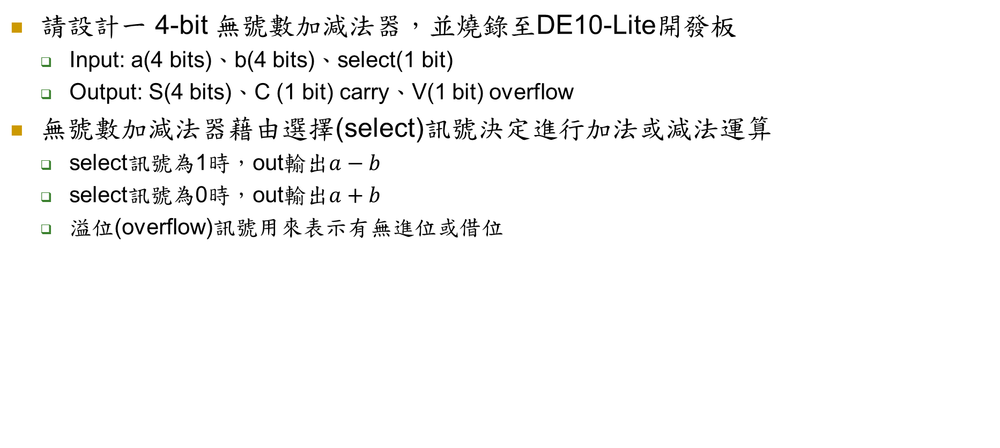 請設計一 4-bit 無號數加減法器，並燒錄至DE10-Lite開發板
Input: a(4 bits)、b(4 bits)、select(1 bit)
Output: S(4 bits)、C (1 bit) carry、V(1 bit) overflow
無號數加減法器藉由選擇(select)訊號決定進行加法或減法運算
select訊號為1時，out輸出𝑎 − 𝑏
select訊號為0時，out輸出𝑎 + 𝑏
溢位(overflow)訊號用來表示有無進位或借位